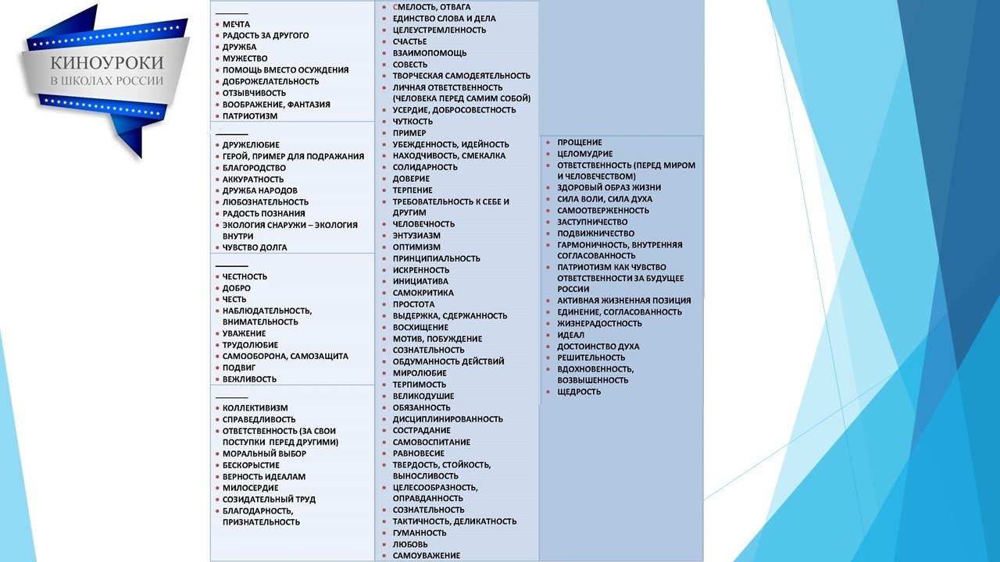 КИНОУРОКИ
В ШКОЛАХ РОССИИ
МЕЧТА
РАДОСТЬ ЗА ДРУГОГО
ДРУЖБА
МУЖЕСТВО
ПОМОЩЬ ВМЕСТО ОСУЖДЕНИЯ
ДОБРОЖЕЛАТЕЛЬНОСТЬ
ОТЗЫВЧИВОСТЬ
ВООБРАЖЕНИЕ, ФАНТАЗИЯ
ПАТРИОТИЗМ
ДРУЖЕЛЮБИЕ
ГЕРОЙ, ПРИМЕР ДЛЯ ПОДРАЖАНИЯ
БЛАГОРОДСТВО
АККУРАТНОСТЬ
ДРУЖБА НАРОДОВ
ЛЮБОЗНАТЕЛЬНОСТЬ
РАДОСТЬ ПОЗНАНИЯ
ЭКОЛОГИЯ СНАРУЖИ – ЭКОЛОГИЯ
ВНУТРИ
ЧУВСТВО ДОЛГА
ЧЕСТНОСТЬ
ДОБРО
ЧЕСТЬ
НАБЛЮДАТЕЛЬНОСТЬ,
ВНИМАТЕЛЬНОСТЬ
УВАЖЕНИЕ
ТРУДОЛЮБИЕ
САМООБОРОНА, САМОЗАЩИТА
ПОДВИГ
ВЕЖЛИВОСТЬ
КОЛЛЕКТИВИЗМ
СПРАВЕДЛИВОСТЬ
ОТВЕТСТВЕННОСТЬ (ЗА СВОИ
ПОСТУПКИ ПЕРЕД ДРУГИМИ)
МОРАЛЬНЫЙ ВЫБОР
БЕСКОРЫСТИЕ
ВЕРНОСТЬ ИДЕАЛАМ
МИЛОСЕРДИЕ
СОЗИДАТЕЛЬНЫЙ ТРУД
БЛАГОДАРНОСТЬ,
ПРИЗНАТЕЛЬНОСТЬ
СМЕЛОСТЬ, ОТВАГА
ЕДИНСТВО СЛОВА И ДЕЛА
ЦЕЛЕУСТРЕМЛЕННОСТЬ
СЧАСТЬЕ
ВЗАИМОПОМОЩЬ
СОВЕСТЬ
ТВОРЧЕСКАЯ САМОДЕЯТЕЛЬНОСТЬ
ЛИЧНАЯ ОТВЕТСТВЕННОСТЬ
(ЧЕЛОВЕКА ПЕРЕД САМИМ СОБОЙ)
УСЕРДИЕ, ДОБРОСОВЕСТНОСТЬ
ЧУТКОСТЬ
ПРИМЕР
УБЕЖДЕННОСТЬ, ИДЕЙНОСТЬ
НАХОДЧИВОСТЬ, СМЕКАЛКА
СОЛИДАРНОСТЬ
ДОВЕРИЕ
ТЕРПЕНИЕ
ТРЕБОВАТЕЛЬНОСТЬ К СЕБЕ И
ДРУГИМ
ЧЕЛОВЕЧНОСТЬ
ЭНТУЗИАЗМ
ОПТИМИЗМ
ПРИНЦИПИАЛЬНОСТЬ
ИСКРЕННОСТЬ
ИНИЦИАТИВА
САМОКРИТИКА
ПРОСТОТА
ВЫДЕРЖКА, СДЕРЖАННОСТЬ
ВОСХИЩЕНИЕ
МОТИВ, ПОБУЖДЕНИЕ
СОЗНАТЕЛЬНОСТЬ
ОБДУМАННОСТЬ ДЕЙСТВИЙ
МИРОЛЮБИЕ
ТЕРПИМОСТЬ
ВЕЛИКОДУШИЕ
ОБЯЗАННОСТЬ
ДИСЦИПЛИНИРОВАННОСТЬ
СОСТРАДАНИЕ
САМОВОСПИТАНИЕ
РАВНОВЕСИЕ
ТВЕРДОСТЬ, СТОЙКОСТЬ,
ВЫНОСЛИВОСТЬ
ЦЕЛЕСООБРАЗНОСТЬ,
ОПРАВДАННОСТЬ
СОЗНАТЕЛЬНОСТЬ
ТАКТИЧНОСТЬ, ДЕЛИКАТНОСТЬ
ГУМАННОСТЬ
ЛЮБОВЬ
САМОУВАЖЕНИЕ
ПРОЩЕНИЕ
ЦЕЛОМУДРИЕ
ОТВЕТСТВЕННОСТЬ (ПЕРЕД МИРОМ
И ЧЕЛОВЕЧЕСТВОМ)
ЗДОРОВЫЙ ОБРАЗ ЖИЗНИ
СИЛА ВОЛИ, СИЛА ДУХА
САМООТВЕРЖЕННОСТЬ
ЗАСТУПНИЧЕСТВО
ПОДВИЖНИЧЕСТВО
ГАРМОНИЧНОСТЬ, ВНУТРЕННЯЯ
СОГЛАСОВАННОСТЬ
ПАТРИОТИЗМ КАК ЧУВСТВО
ОТВЕТСТВЕННОСТИ ЗА БУДУЩЕЕ
РОССИИ
АКТИВНАЯ ЖИЗНЕННАЯ ПОЗИЦИЯ
ЕДИНЕНИЕ, СОГЛАСОВАННОСТЬ
ЖИЗНЕРАДОСТНОСТЬ
ИДЕАЛ
ДОСТОИНСТВО ДУХА
РЕШИТЕЛЬНОСТЬ
ВДОХНОВЕННОСТЬ,
ВОЗВЫШЕННОСТЬ
ЩЕДРОСТЬ